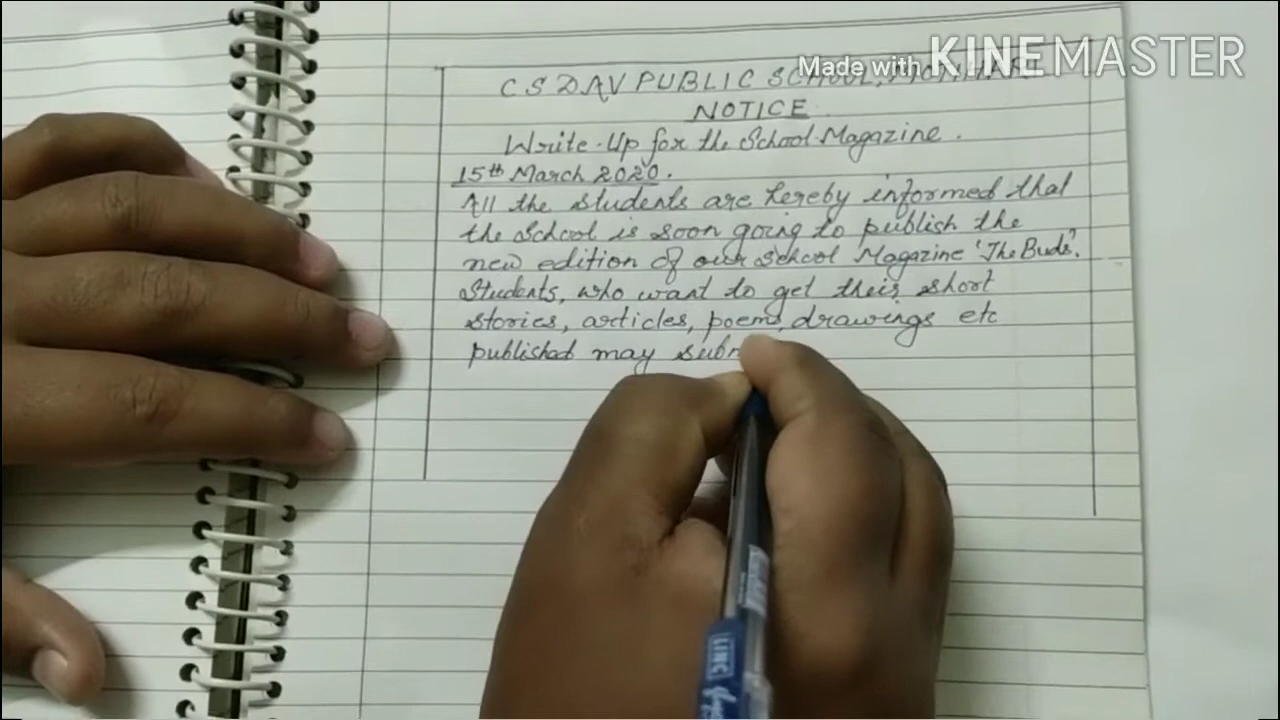 Made with KINEMASTER
C S DAV PUBLIC SCHOOL,
NOTICE
Write-Up for the School Magazine.
15th March 2020.
All the students are hereby informed that
the School is soon going to publish the
new edition of our School Magazine 'The Buds'.
Students, who want to get their short
stories, articles, poems, drawings etc
published may subm
LINC